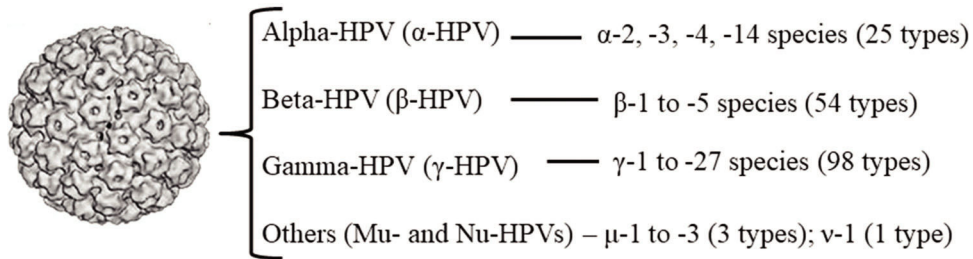 Alpha-HPV (α-HPV) —— α-2, -3, -4, -14 species (25 types)
Beta-HPV (β-HPV) —— β-1 to -5 species (54 types)
Gamma-HPV (γ-HPV) —— γ-1 to -27 species (98 types)
Others (Mu- and Nu-HPVs) – μ-1 to -3 (3 types); ν-1 (1 type)